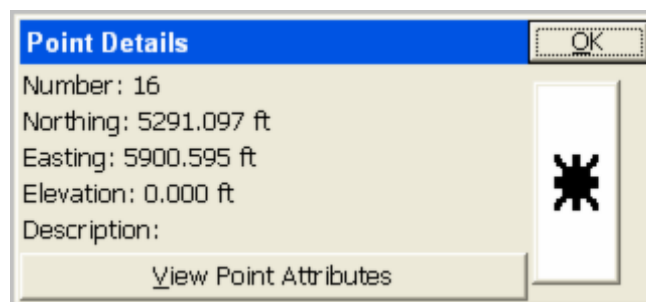 Point Details
OK
Number: 16
Northing: 5291.097 ft
Easting: 5900.595 ft
Elevation: 0.000 ft
Description:
View Point Attributes